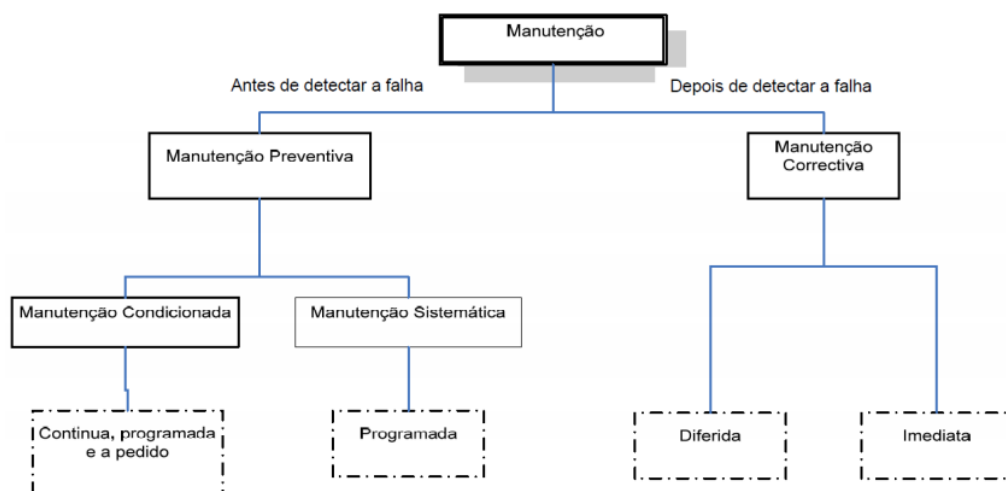 Manutenção
Antes de detectar a falha
Depois de detectar a falha
Manutenção Preventiva
Manutenção
Correctiva
Manutenção Condicionada
Manutenção Sistemática
Continua, programada
e a pedido
Programada
Diferida
Imediata